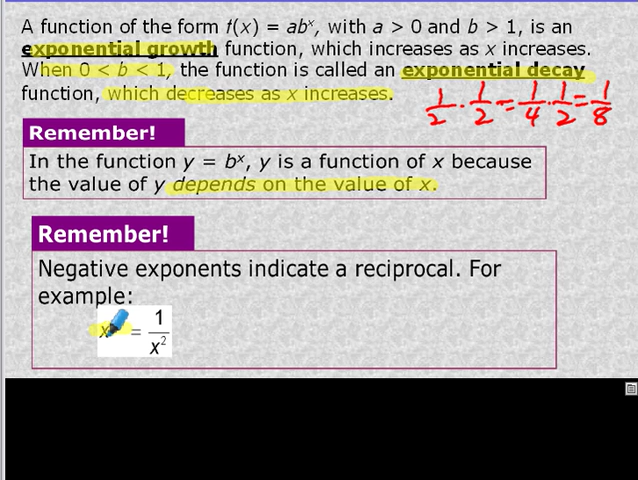 A function of the form f(x) = abˣ, with a > 0 and b > 1, is an
exponential growth function, which increases as x increases.
When 0 < b < 1, the function is called an exponential decay
function, which decreases as x increases.
1/2 · 1/2 = 1/4 · 1/2 = 1/8
Remember!
In the function y = bˣ, y is a function of x because
the value of y depends on the value of x.
Remember!
Negative exponents indicate a reciprocal. For
example:
x = 1/x²